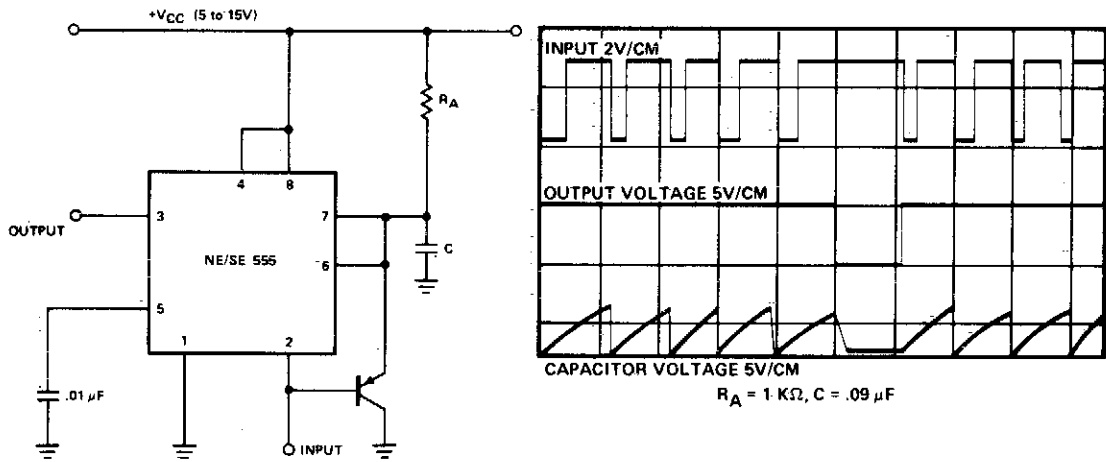 +VCC (5 to 15V)
RA
4
8
3
7
OUTPUT
C
NE/SE 555
6
5
1
2
.01 μF
INPUT
INPUT 2V/CM
OUTPUT VOLTAGE 5V/CM
CAPACITOR VOLTAGE 5V/CM
RA = 1 KΩ, C = .09 μF